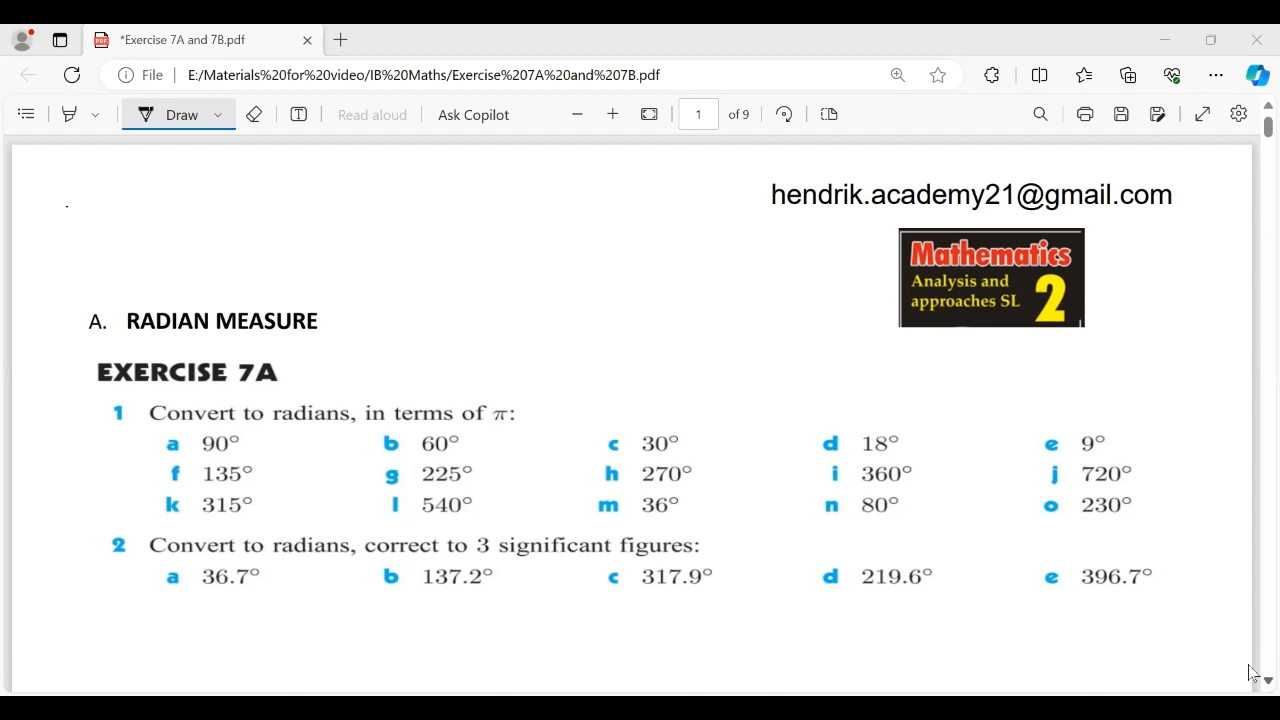 *Exercise 7A and 7B.pdf
File | E:/Materials%20for%20video/IB%20Maths/Exercise%207A%20and%207B.pdf
Draw Read aloud Ask Copilot 1 of 9
hendrik.academy21@gmail.com
Mathematics
Analysis and
approaches SL 2
A. RADIAN MEASURE
EXERCISE 7A
1 Convert to radians, in terms of π:
a 90° b 60° c 30° d 18° e 9°
f 135° g 225° h 270° i 360° j 720°
k 315° l 540° m 36° n 80° o 230°
2 Convert to radians, correct to 3 significant figures:
a 36.7° b 137.2° c 317.9° d 219.6° e 396.7°